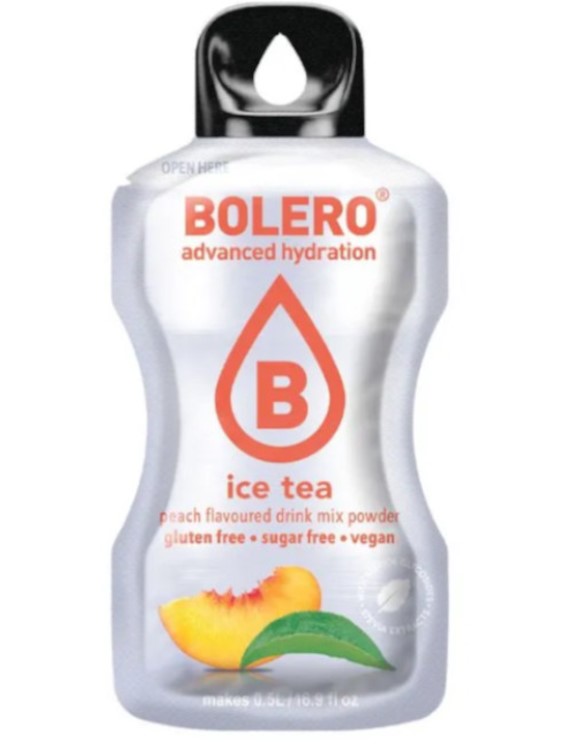 OPEN HERE
BOLERO®
advanced hydration
B
ice tea
peach flavoured drink mix powder
gluten free • sugar free • vegan
makes 0.5L / 16.9 fl oz